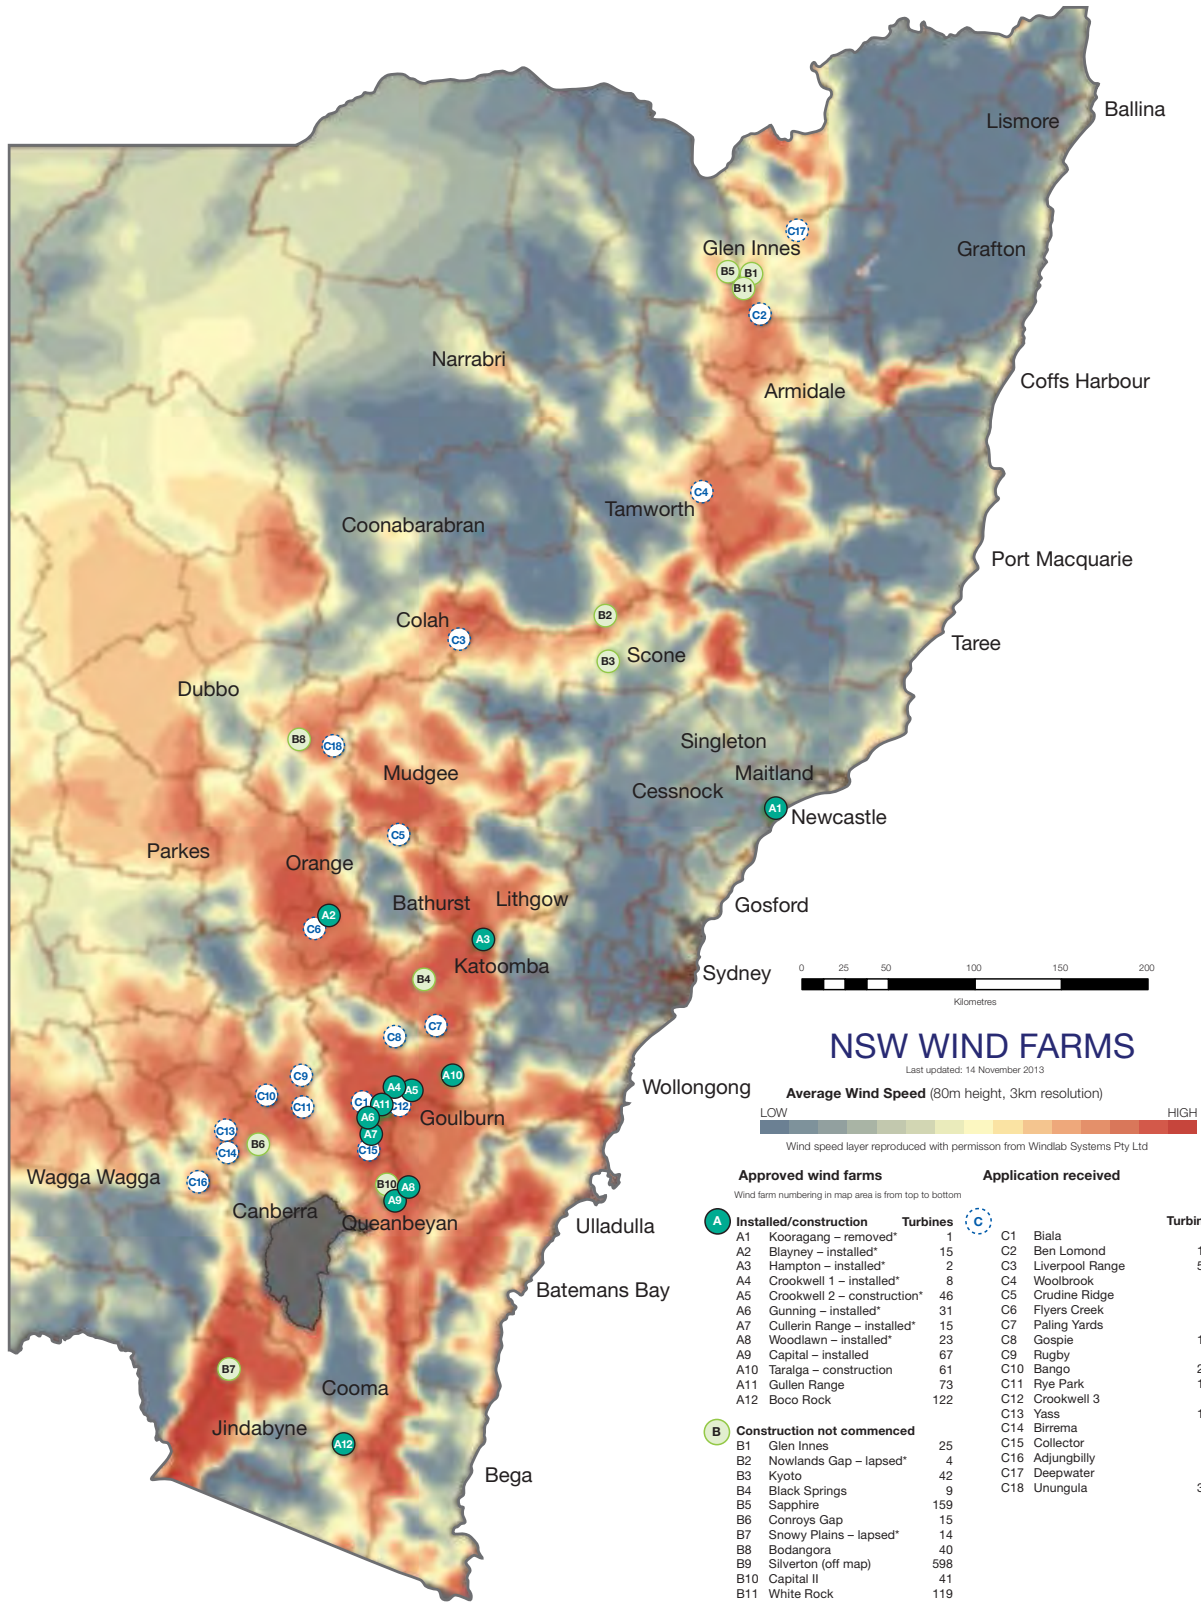 Ballina
Lismore
C17
Glen Innes
Grafton
B5
B1
B11
C2
Narrabri
Coffs Harbour
Armidale
C4
Tamworth
Coonabarabran
Port Macquarie
Colah
B2
C3
Taree
B3
Scone
Dubbo
B8
C18
Singleton
Mudgee
Maitland
Cessnock
A1
Newcastle
C5
Parkes
Orange
Bathurst
Lithgow
Gosford
A2
C6
A3
Katoomba
Sydney
B4
C7
C8
C9
A10
Wollongong
A4
A5
C10
C11
C1
A11
C12
Goulburn
A6
C13
A7
B6
C14
C15
Wagga Wagga
C16
B10
A8
A9
Canberra
Queanbeyan
Ulladulla
Batemans Bay
B7
Cooma
Jindabyne
A12
Bega
0 25 50 100 150 200
Kilometres
NSW WIND FARMS
Last updated: 14 November 2013
Average Wind Speed (80m height, 3km resolution)
LOW HIGH
Wind speed layer reproduced with permisson from Windlab Systems Pty Ltd
Approved wind farms
Wind farm numbering in map area is from top to bottom
A Installed/construction Turbines
A1 Kooragang – removed* 1
A2 Blayney – installed* 15
A3 Hampton – installed* 2
A4 Crookwell 1 – installed* 8
A5 Crookwell 2 – construction* 46
A6 Gunning – installed* 31
A7 Cullerin Range – installed* 15
A8 Woodlawn – installed* 23
A9 Capital – installed 67
A10 Taralga – construction 61
A11 Gullen Range 73
A12 Boco Rock 122
B Construction not commenced
B1 Glen Innes 25
B2 Nowlands Gap – lapsed* 4
B3 Kyoto 42
B4 Black Springs 9
B5 Sapphire 159
B6 Conroys Gap 15
B7 Snowy Plains – lapsed* 14
B8 Bodangora 40
B9 Silverton (off map) 598
B10 Capital II 41
B11 White Rock 119
Application received
C
C1 Biala
C2 Ben Lomond
C3 Liverpool Range
C4 Woolbrook
C5 Crudine Ridge
C6 Flyers Creek
C7 Paling Yards
C8 Gospie
C9 Rugby
C10 Bango
C11 Rye Park
C12 Crookwell 3
C13 Yass
C14 Birrema
C15 Collector
C16 Adjungbilly
C17 Deepwater
C18 Unungula